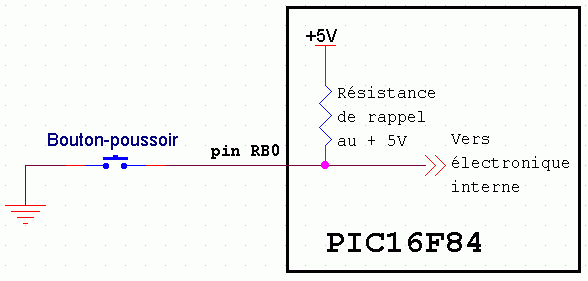 +5V
Résistance
de rappel
au + 5V
Bouton-poussoir
pin RB0
Vers
électronique
interne
PIC16F84